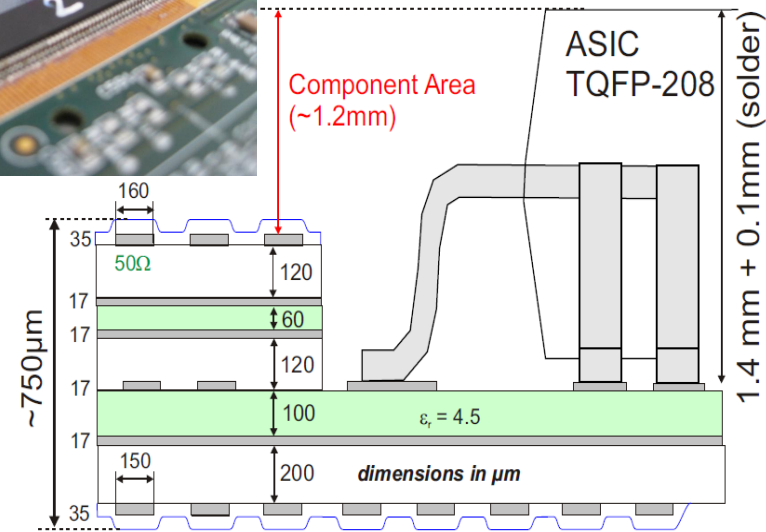 2
Component Area
(~1.2mm)
ASIC
TQFP-208
1.4 mm + 0.1mm (solder)
160
35
50Ω
120
17
60
17
120
~750µm
17
100
εr = 4.5
17
150
200
dimensions in µm
35